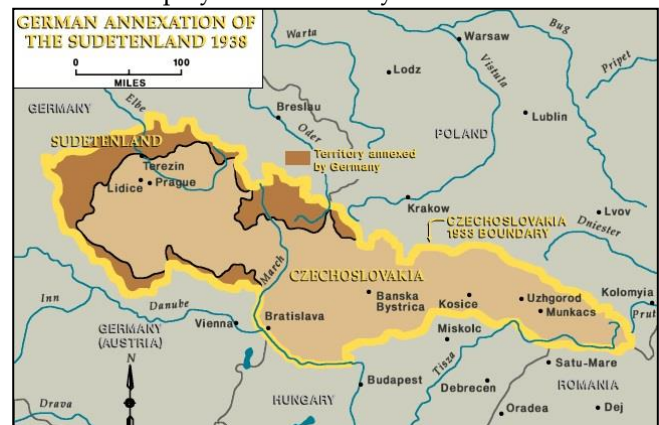 GERMAN ANNEXATION OF
THE SUDETENLAND 1938
0 100
MILES
GERMANY
Elbe
SUDETENLAND
Terezin
Lidice
Prague
Breslau
Oder
Warta
Lodz
Warsaw
Vistula
Bug
Pripet
Lublin
POLAND
Territory annexed
by Germany
Krakow
CZECHOSLOVAKIA
1933 BOUNDARY
Lvov
Dniester
March
CZECHOSLOVAKIA
Banska
Bystrica
Kosice
Uzhgorod
Munkacs
Kolomyia
Prut
Inn
Danube
Vienna
Bratislava
GERMANY
(AUSTRIA)
N
Miskolc
Tisza
Satu-Mare
Budapest
Debrecen
ROMANIA
Drava
HUNGARY
Oradea
Dej